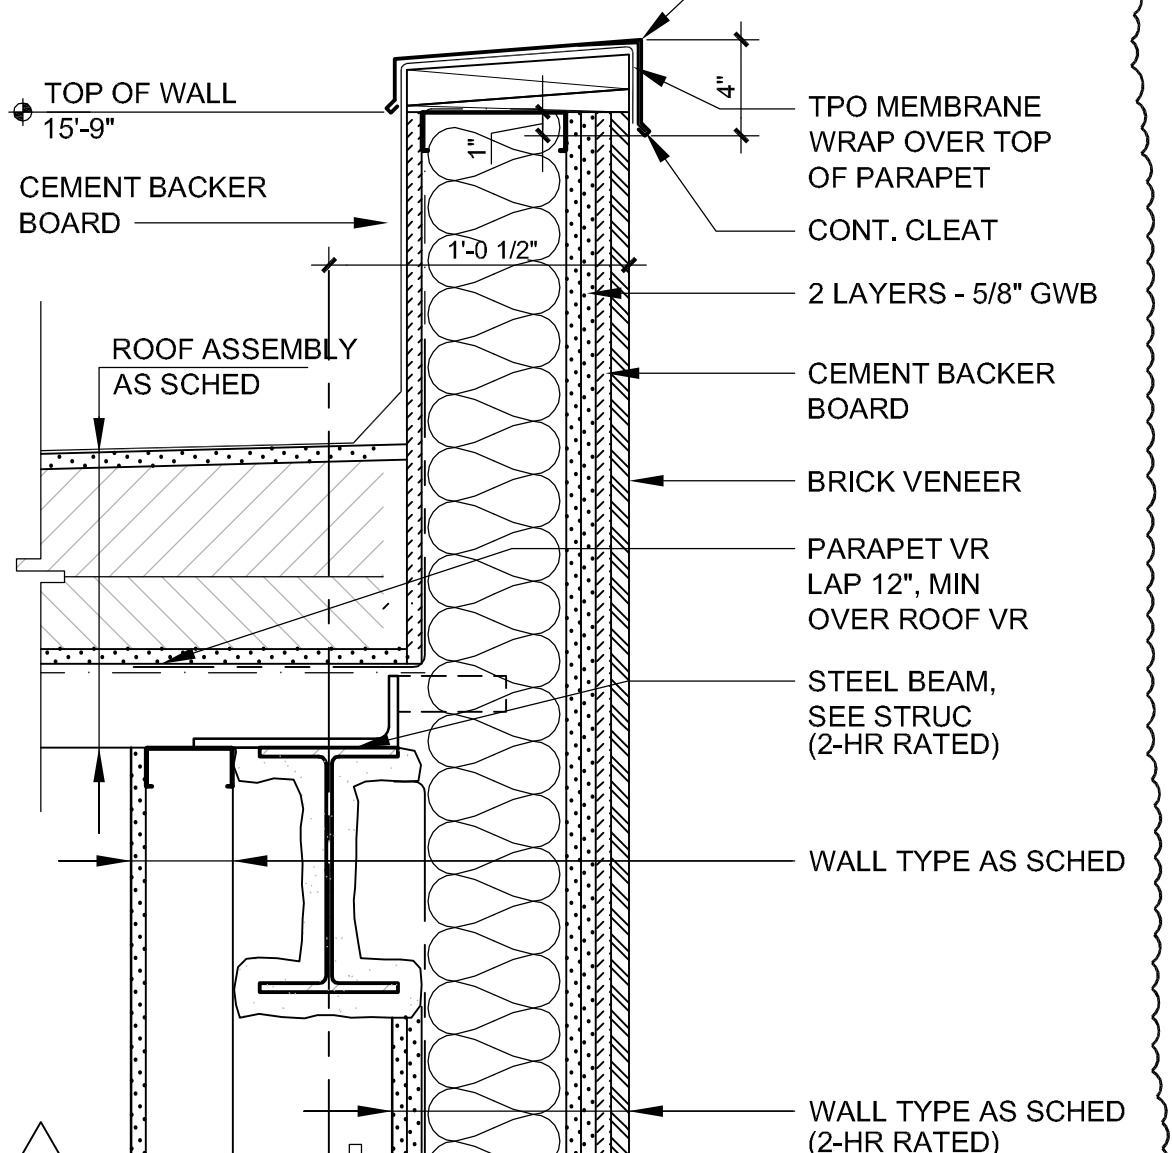 TOP OF WALL
15'-9"
CEMENT BACKER
BOARD
ROOF ASSEMBLY
AS SCHED
4"
1"
1'-0 1/2"
TPO MEMBRANE
WRAP OVER TOP
OF PARAPET
CONT. CLEAT
2 LAYERS - 5/8" GWB
CEMENT BACKER
BOARD
BRICK VENEER
PARAPET VR
LAP 12", MIN
OVER ROOF VR
STEEL BEAM,
SEE STRUC
(2-HR RATED)
WALL TYPE AS SCHED
WALL TYPE AS SCHED
(2-HR RATED)